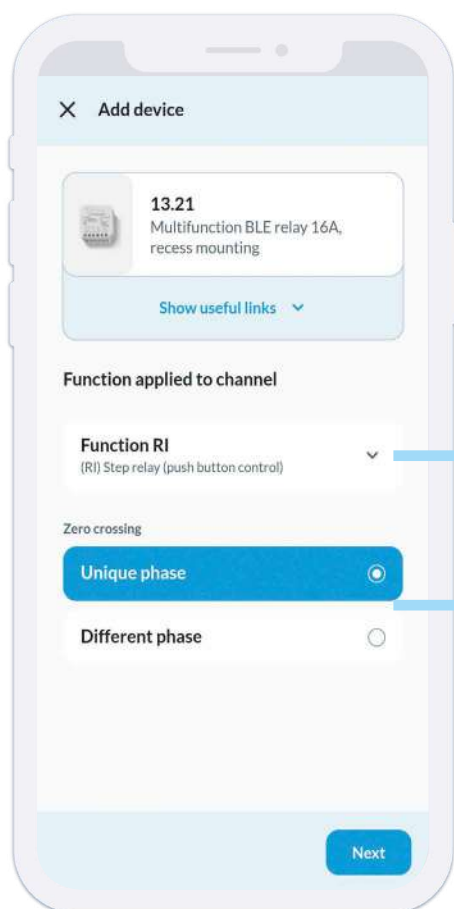 Add device
13.21
Multifunction BLE relay 16A,
recess mounting
Show useful links
Function applied to channel
Function RI
(RI) Step relay (push button control)
Zero crossing
Unique phase
Different phase
Next